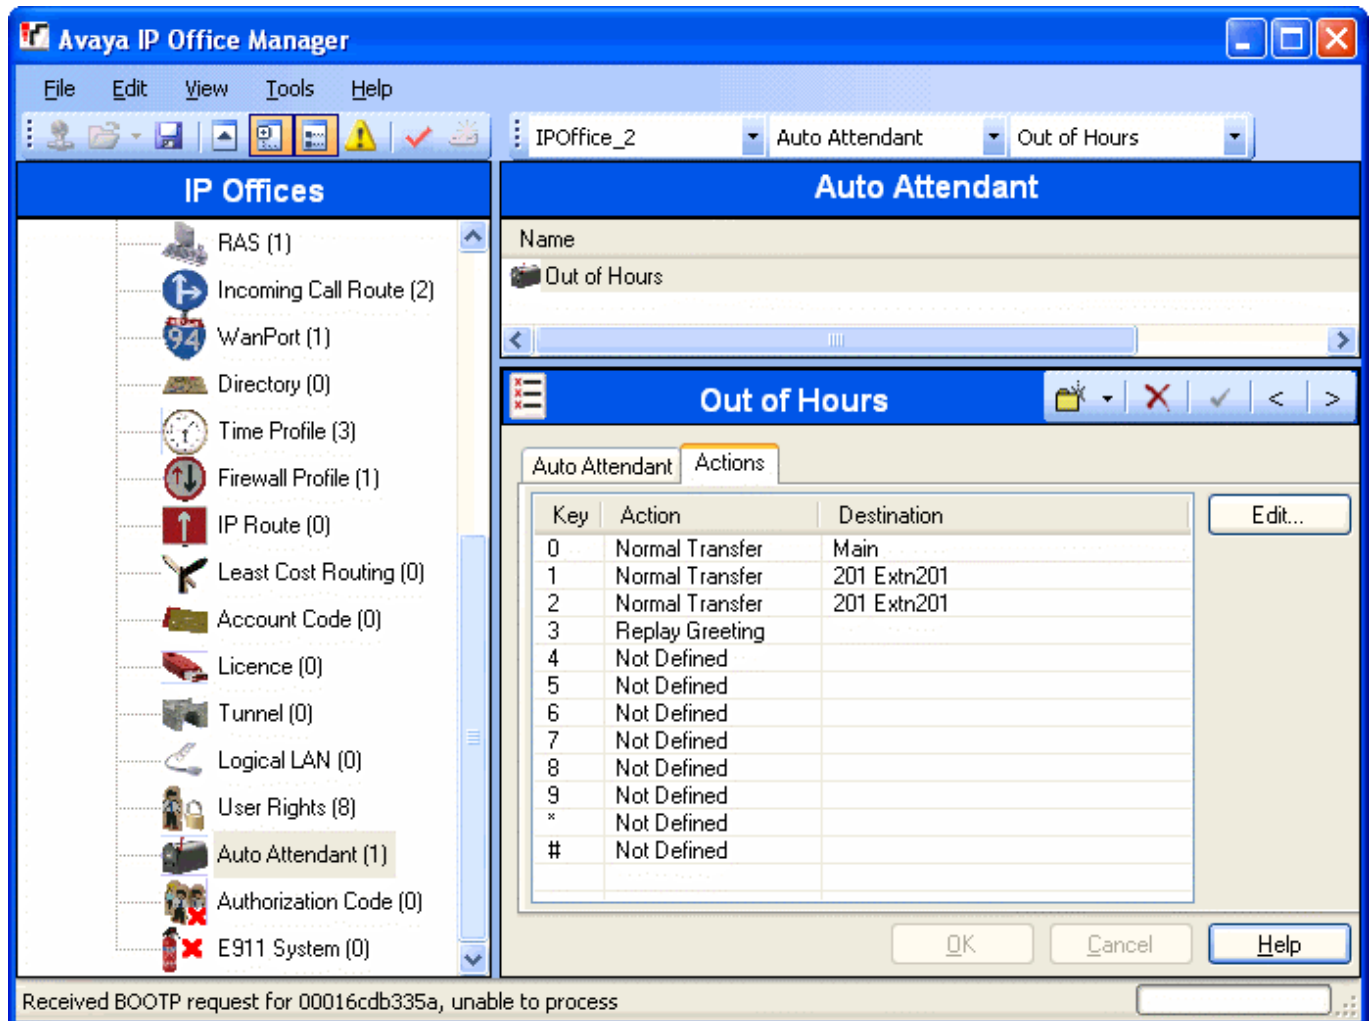 Avaya IP Office Manager
File Edit View Tools Help
IPOffice_2 Auto Attendant Out of Hours
IP Offices
RAS (1)
Incoming Call Route (2)
94 WanPort (1)
Directory (0)
Time Profile (3)
Firewall Profile (1)
IP Route (0)
Least Cost Routing (0)
Account Code (0)
Licence (0)
Tunnel (0)
Logical LAN (0)
User Rights (8)
Auto Attendant (1)
Authorization Code (0)
E911 System (0)
Auto Attendant
Name
Out of Hours
Out of Hours < >
Auto Attendant Actions
Key Action Destination Edit...
0 Normal Transfer Main
1 Normal Transfer 201 Extn201
2 Normal Transfer 201 Extn201
3 Replay Greeting
4 Not Defined
5 Not Defined
6 Not Defined
7 Not Defined
8 Not Defined
9 Not Defined
* Not Defined
# Not Defined
OK Cancel Help
Received BOOTP request for 00016cdb335a, unable to process